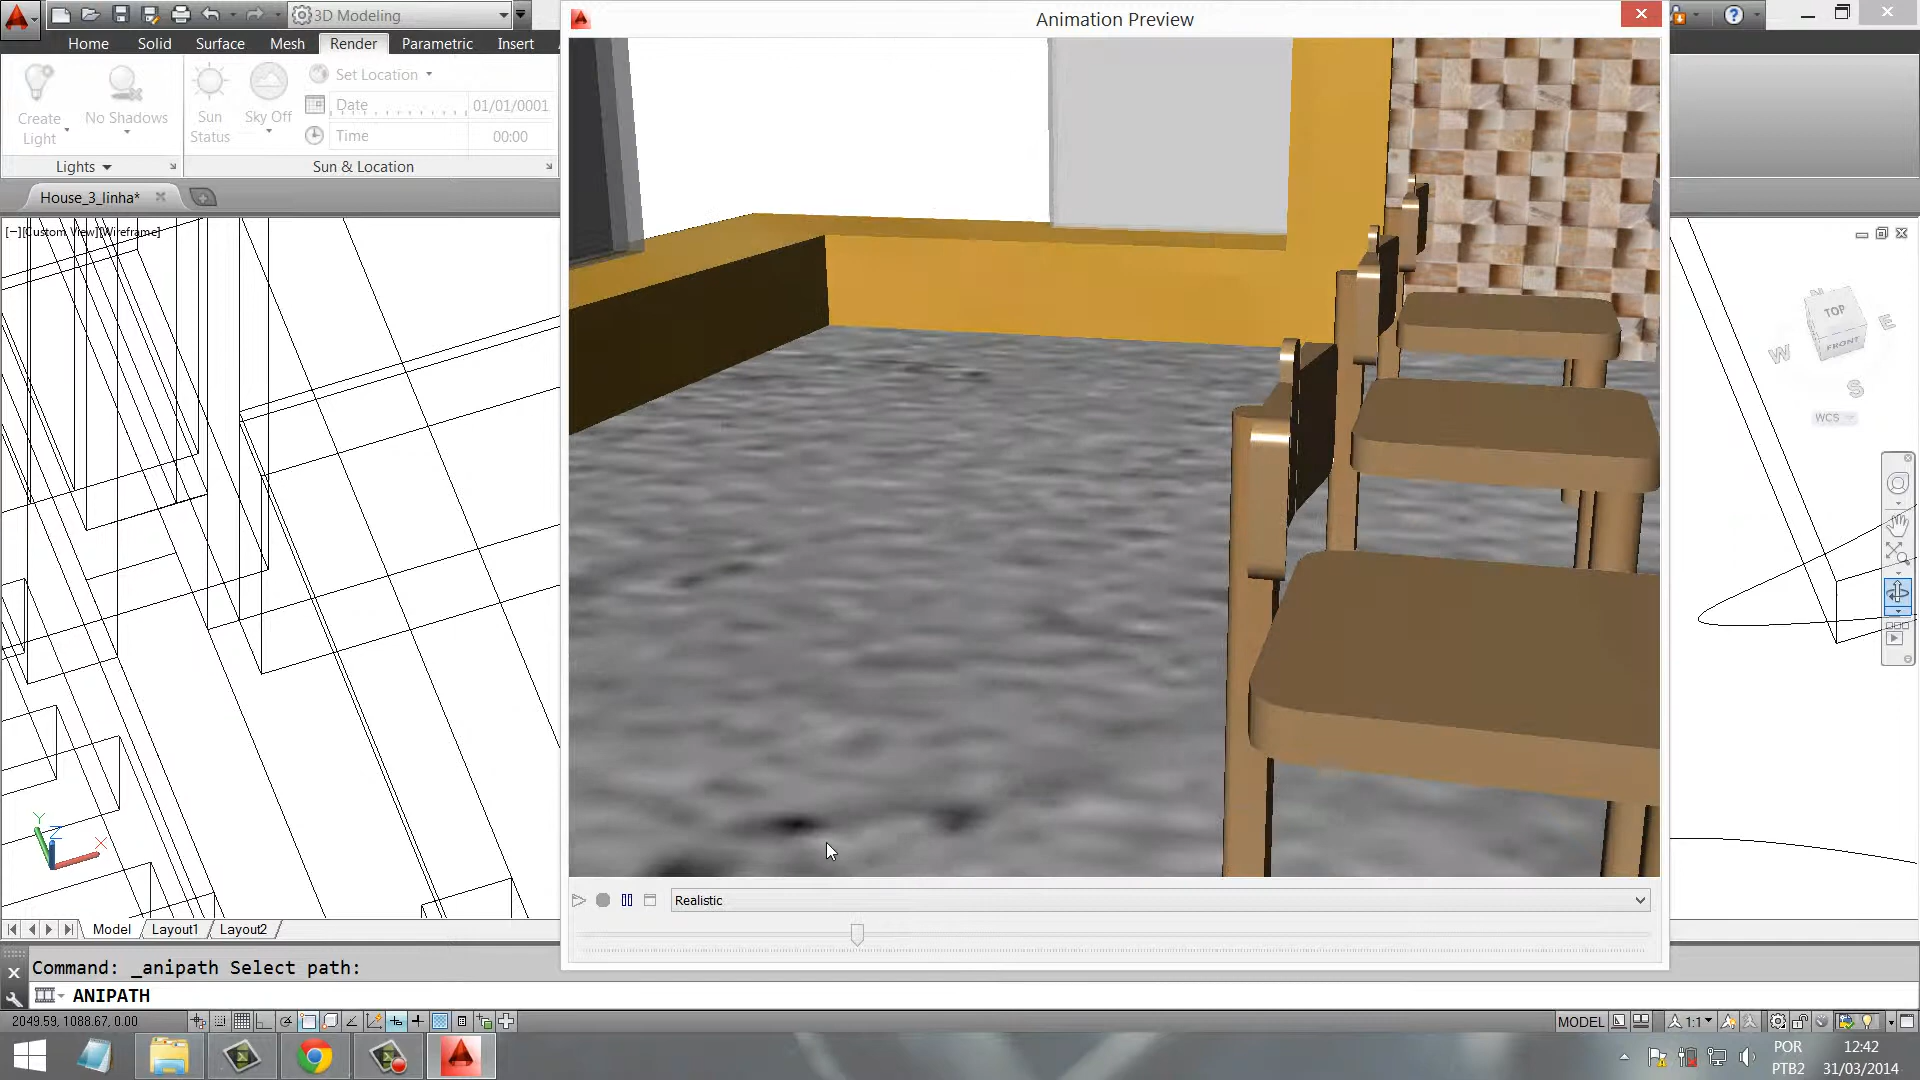 3D Modeling
Animation Preview
Home Solid Surface Mesh Render Parametric Insert
Create Light
No Shadows
Sun Status
Sky Off
Set Location
Date 01/01/0001
Time 00:00
Lights
Sun & Location
House_3_linha*
[−][Custom View][Wireframe]
N
TOP
FRONT
W
E
S
WCS
Y
Z
X
Realistic
Model Layout1 Layout2
Command: _anipath Select path:
ANIPATH
2049.59, 1088.67, 0.00
MODEL
1:1
POR
PTB2
12:42
31/03/2014